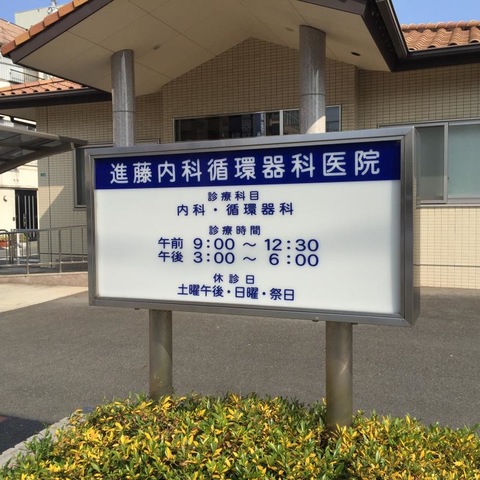 進藤内科循環器科医院
診療科目
内科・循環器科
診療時間
午前 9:00～12:30
午後 3:00～ 6:00
休診日
土曜午後・日曜・祭日